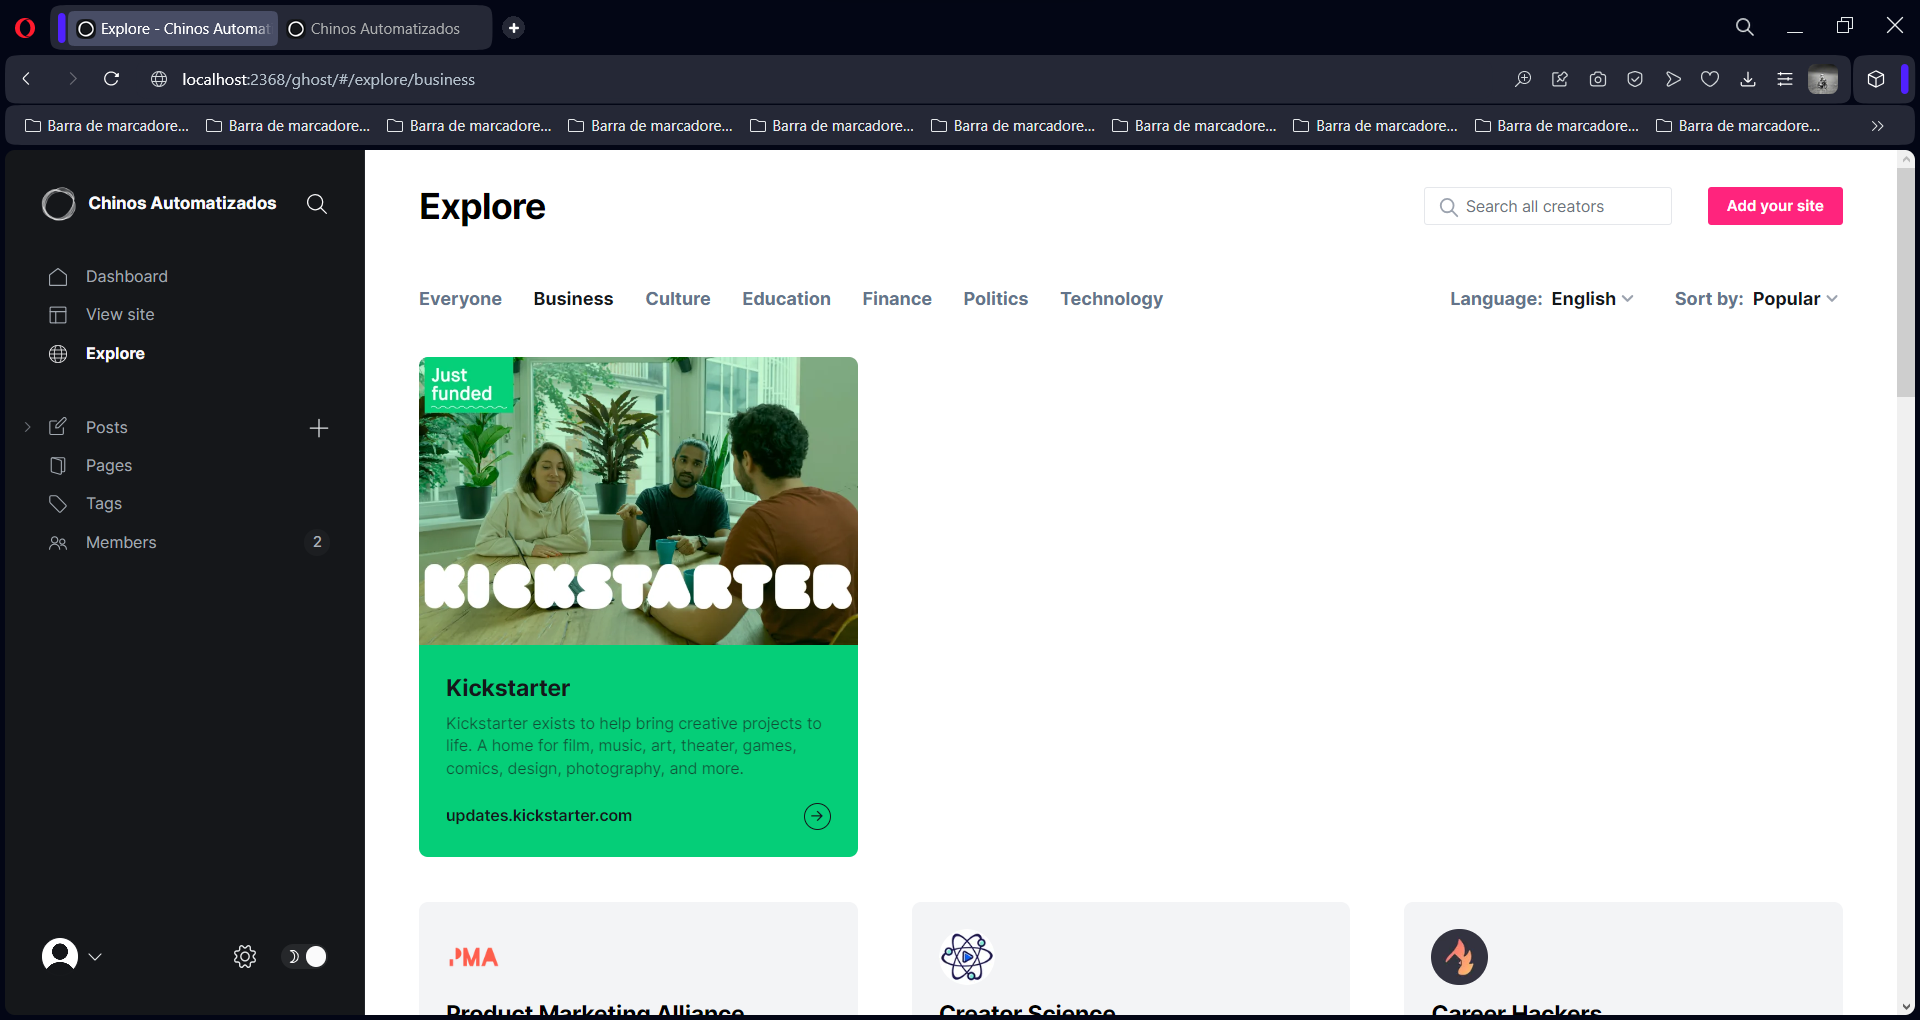 Explore - Chinos Automat
Chinos Automatizados
localhost:2368/ghost/#/explore/business
Barra de marcadore...
Barra de marcadore...
Barra de marcadore...
Barra de marcadore...
Barra de marcadore...
Barra de marcadore...
Barra de marcadore...
Barra de marcadore...
Barra de marcadore...
Barra de marcadore...
Chinos Automatizados
Dashboard
View site
Explore
Posts
Pages
Tags
Members
2
Explore
Search all creators
Add your site
Everyone
Business
Culture
Education
Finance
Politics
Technology
Language: English
Sort by: Popular
Just
funded
KICKSTARTER
Kickstarter
Kickstarter exists to help bring creative projects to
life. A home for film, music, art, theater, games,
comics, design, photography, and more.
updates.kickstarter.com
PMA
Product Marketing Alliance
Creator Science
Career Hackers